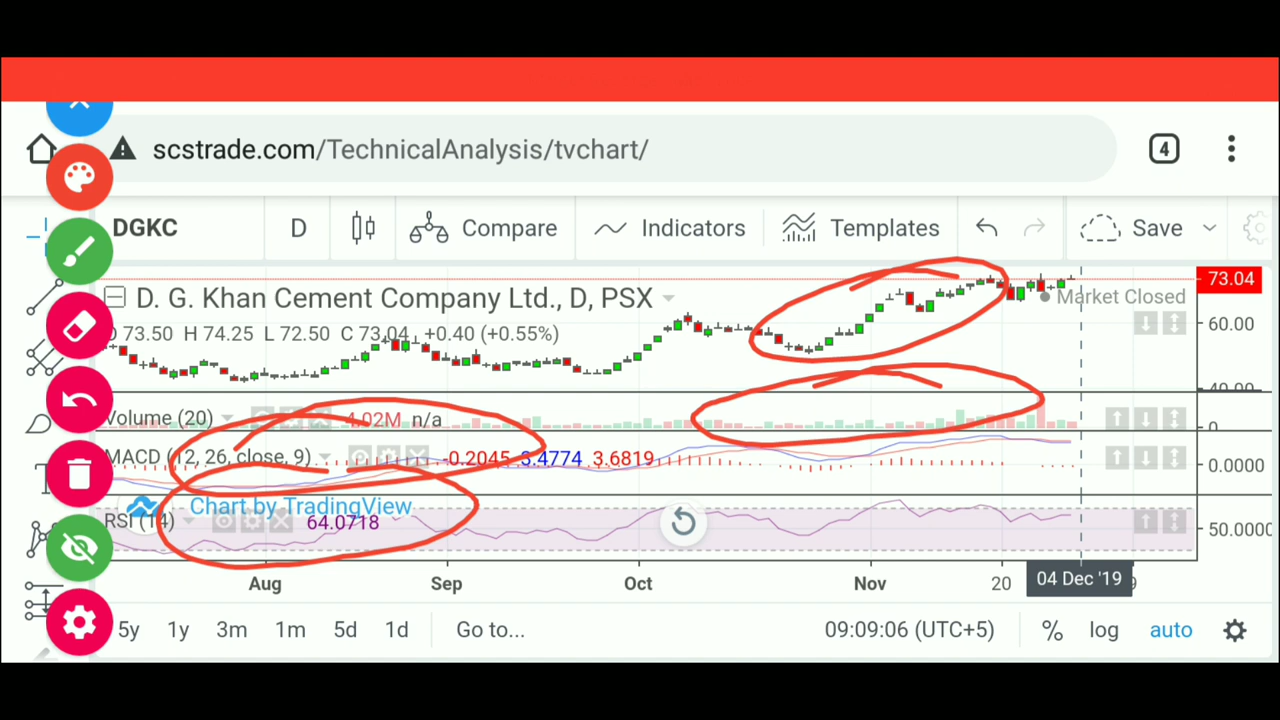 scstrade.com/TechnicalAnalysis/tvchart/
4
DGKC D Compare Indicators Templates Save
D. G. Khan Cement Company Ltd., D, PSX
73.50 H 74.25 L 72.50 C 73.04 +0.40 (+0.55%)
73.04
Market Closed
60.00
40.00
Volume (20) 4.02M n/a
0
MACD (12, 26, close, 9) -0.2045 3.4774 3.6819
0.0000
Chart by TradingView
RSI (14) 64.0718
50.0000
Aug Sep Oct Nov 20 04 Dec '19 9
5y 1y 3m 1m 5d 1d Go to... 09:09:06 (UTC+5) % log auto